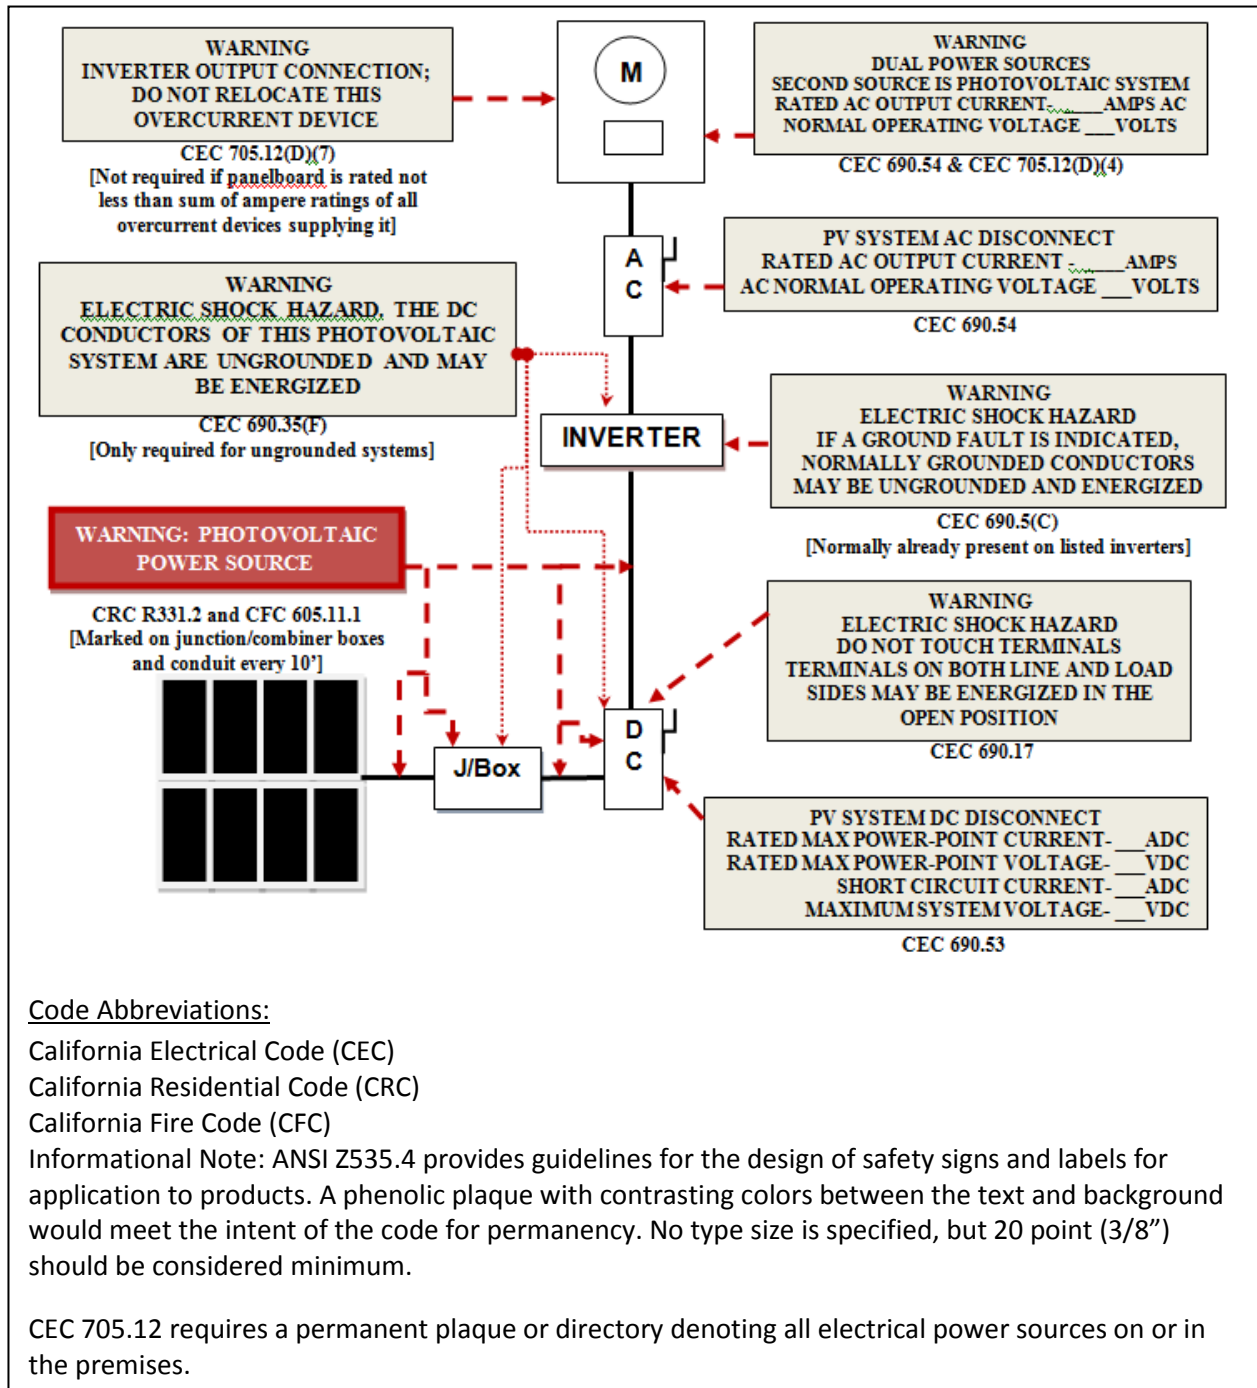 WARNING
INVERTER OUTPUT CONNECTION;
DO NOT RELOCATE THIS
OVERCURRENT DEVICE
CEC 705.12(D)(7)
[Not required if panelboard is rated not
less than sum of ampere ratings of all
overcurrent devices supplying it]
M
WARNING
DUAL POWER SOURCES
SECOND SOURCE IS PHOTOVOLTAIC SYSTEM
RATED AC OUTPUT CURRENT-_____AMPS AC
NORMAL OPERATING VOLTAGE ___VOLTS
CEC 690.54 & CEC 705.12(D)(4)
A
C
PV SYSTEM AC DISCONNECT
RATED AC OUTPUT CURRENT -_____AMPS
AC NORMAL OPERATING VOLTAGE ___VOLTS
CEC 690.54
WARNING
ELECTRIC SHOCK HAZARD. THE DC
CONDUCTORS OF THIS PHOTOVOLTAIC
SYSTEM ARE UNGROUNDED AND MAY
BE ENERGIZED
CEC 690.35(F)
[Only required for ungrounded systems]
INVERTER
WARNING
ELECTRIC SHOCK HAZARD
IF A GROUND FAULT IS INDICATED,
NORMALLY GROUNDED CONDUCTORS
MAY BE UNGROUNDED AND ENERGIZED
CEC 690.5(C)
[Normally already present on listed inverters]
WARNING: PHOTOVOLTAIC
POWER SOURCE
CRC R331.2 and CFC 605.11.1
[Marked on junction/combiner boxes
and conduit every 10’]
WARNING
ELECTRIC SHOCK HAZARD
DO NOT TOUCH TERMINALS
TERMINALS ON BOTH LINE AND LOAD
SIDES MAY BE ENERGIZED IN THE
OPEN POSITION
CEC 690.17
J/Box
D
C
PV SYSTEM DC DISCONNECT
RATED MAX POWER-POINT CURRENT- ___ADC
RATED MAX POWER-POINT VOLTAGE- ___VDC
SHORT CIRCUIT CURRENT- ___ADC
MAXIMUM SYSTEM VOLTAGE- ___VDC
CEC 690.53
Code Abbreviations:
California Electrical Code (CEC)
California Residential Code (CRC)
California Fire Code (CFC)
Informational Note: ANSI Z535.4 provides guidelines for the design of safety signs and labels for
application to products. A phenolic plaque with contrasting colors between the text and background
would meet the intent of the code for permanency. No type size is specified, but 20 point (3/8”)
should be considered minimum.
CEC 705.12 requires a permanent plaque or directory denoting all electrical power sources on or in
the premises.